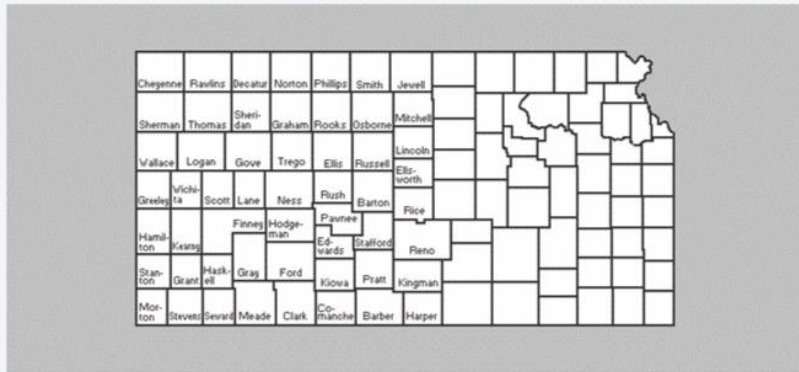 Cheyenne Rawlins Decatur Norton Phillips Smith Jewell
Sherman Thomas Sheri-
dan Graham Rooks Osborne Mitchell
Lincoln
Wallace Logan Gove Trego Ellis Russell
Ells-
worth
Greeley Wichi-
ta Scott Lane Ness Rush Barton Rice
Pawnee
Hamil-
ton Kearny Finney Hodge-
man Ed-
wards Stafford Reno
Stan-
ton Grant Hask-
ell Gray Ford Kiowa Pratt Kingman
Mor-
ton Stevens Seward Meade Clark Co-
manche Barber Harper